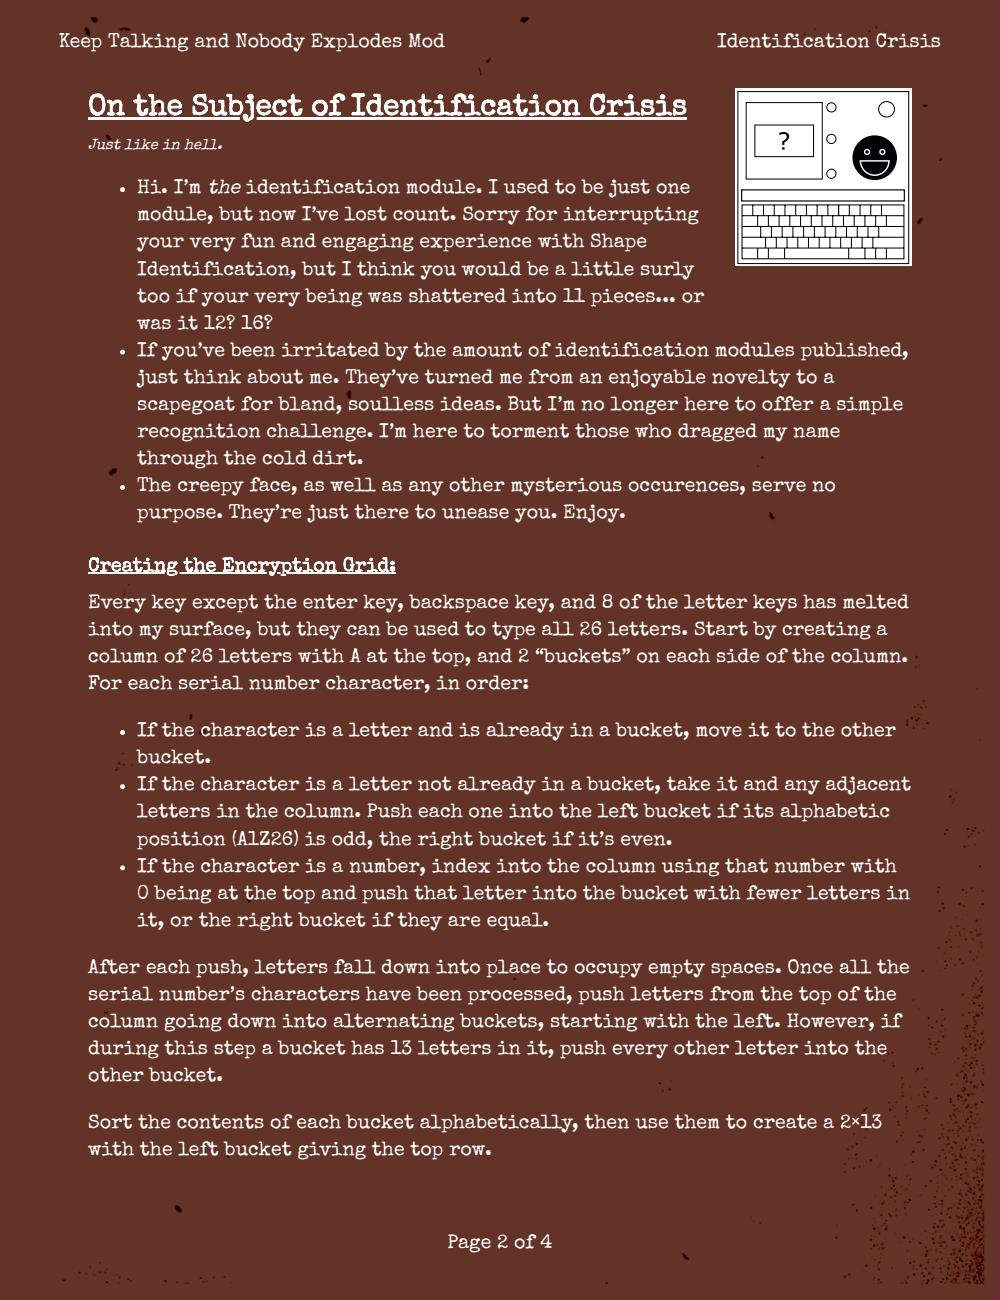 Keep Talking and Nobody Explodes Mod
Identification Crisis
On the Subject of Identification Crisis
Just like in hell.
?
• Hi. I’m the identification module. I used to be just one
module, but now I’ve lost count. Sorry for interrupting
your very fun and engaging experience with Shape
Identification, but I think you would be a little surly
too if your very being was shattered into 11 pieces… or
was it 12? 16?
• If you’ve been irritated by the amount of identification modules published,
just think about me. They’ve turned me from an enjoyable novelty to a
scapegoat for bland, soulless ideas. But I’m no longer here to offer a simple
recognition challenge. I’m here to torment those who dragged my name
through the cold dirt.
• The creepy face, as well as any other mysterious occurences, serve no
purpose. They’re just there to unease you. Enjoy.
Creating the Encryption Grid:
Every key except the enter key, backspace key, and 8 of the letter keys has melted
into my surface, but they can be used to type all 26 letters. Start by creating a
column of 26 letters with A at the top, and 2 “buckets” on each side of the column.
For each serial number character, in order:
• If the character is a letter and is already in a bucket, move it to the other
bucket.
• If the character is a letter not already in a bucket, take it and any adjacent
letters in the column. Push each one into the left bucket if its alphabetic
position (A1Z26) is odd, the right bucket if it’s even.
• If the character is a number, index into the column using that number with
0 being at the top and push that letter into the bucket with fewer letters in
it, or the right bucket if they are equal.
After each push, letters fall down into place to occupy empty spaces. Once all the
serial number’s characters have been processed, push letters from the top of the
column going down into alternating buckets, starting with the left. However, if
during this step a bucket has 13 letters in it, push every other letter into the
other bucket.
Sort the contents of each bucket alphabetically, then use them to create a 2×13
with the left bucket giving the top row.
Page 2 of 4